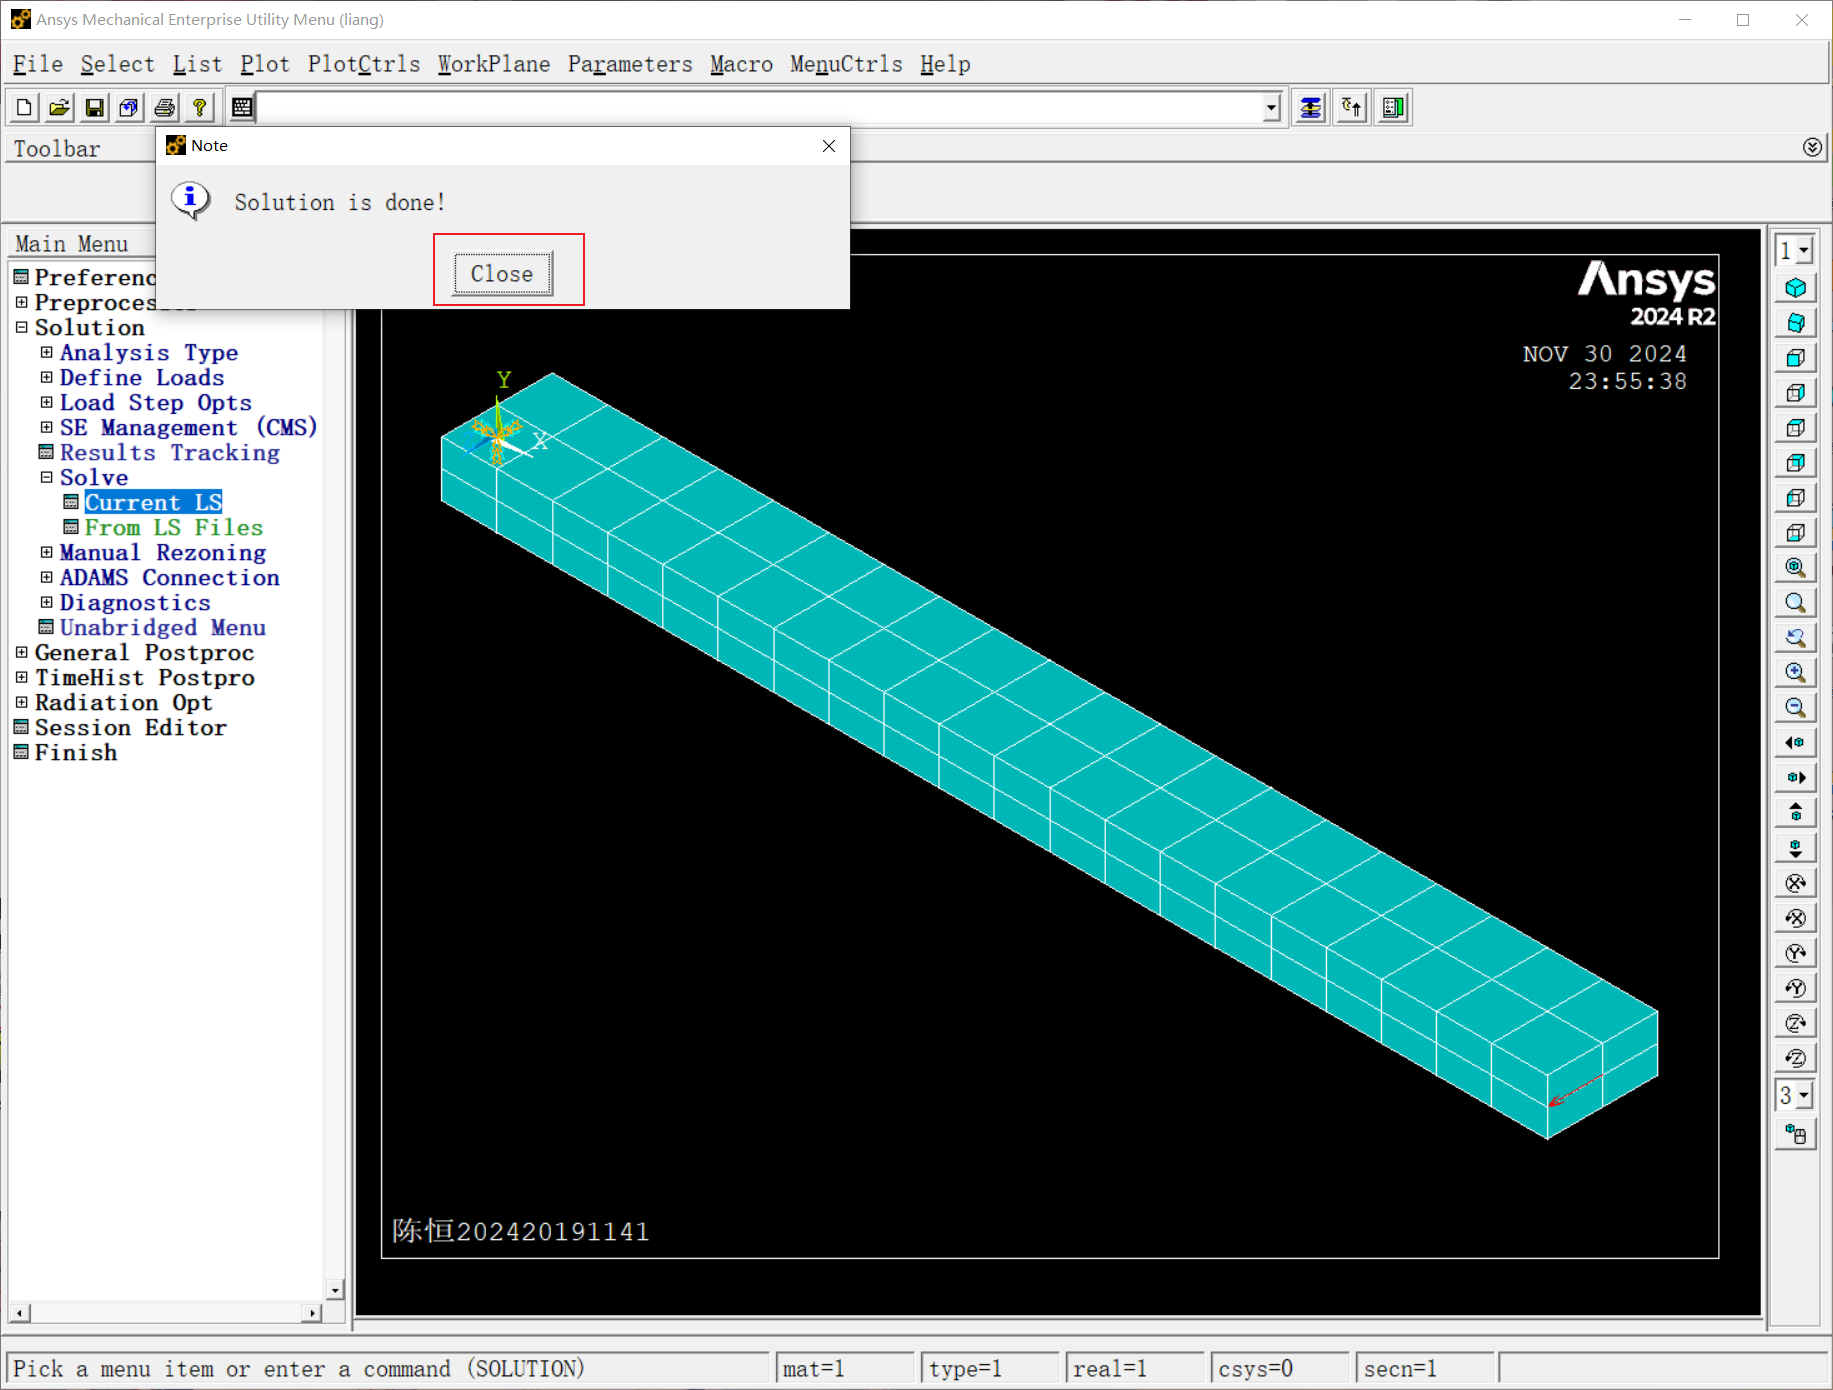 Ansys Mechanical Enterprise Utility Menu (liang)
File Select List Plot PlotCtrls WorkPlane Parameters Macro MenuCtrls Help
Toolbar
Note
Solution is done!
Close
Main Menu
Preferenc
Preproces
Solution
Analysis Type
Define Loads
Load Step Opts
SE Management (CMS)
Results Tracking
Solve
Current LS
From LS Files
Manual Rezoning
ADAMS Connection
Diagnostics
Unabridged Menu
General Postproc
TimeHist Postpro
Radiation Opt
Session Editor
Finish
Ansys
2024 R2
NOV 30 2024
23:55:38
Y
X
陈恒202420191141
1
3
Pick a menu item or enter a command (SOLUTION)
mat=1
type=1
real=1
csys=0
secn=1